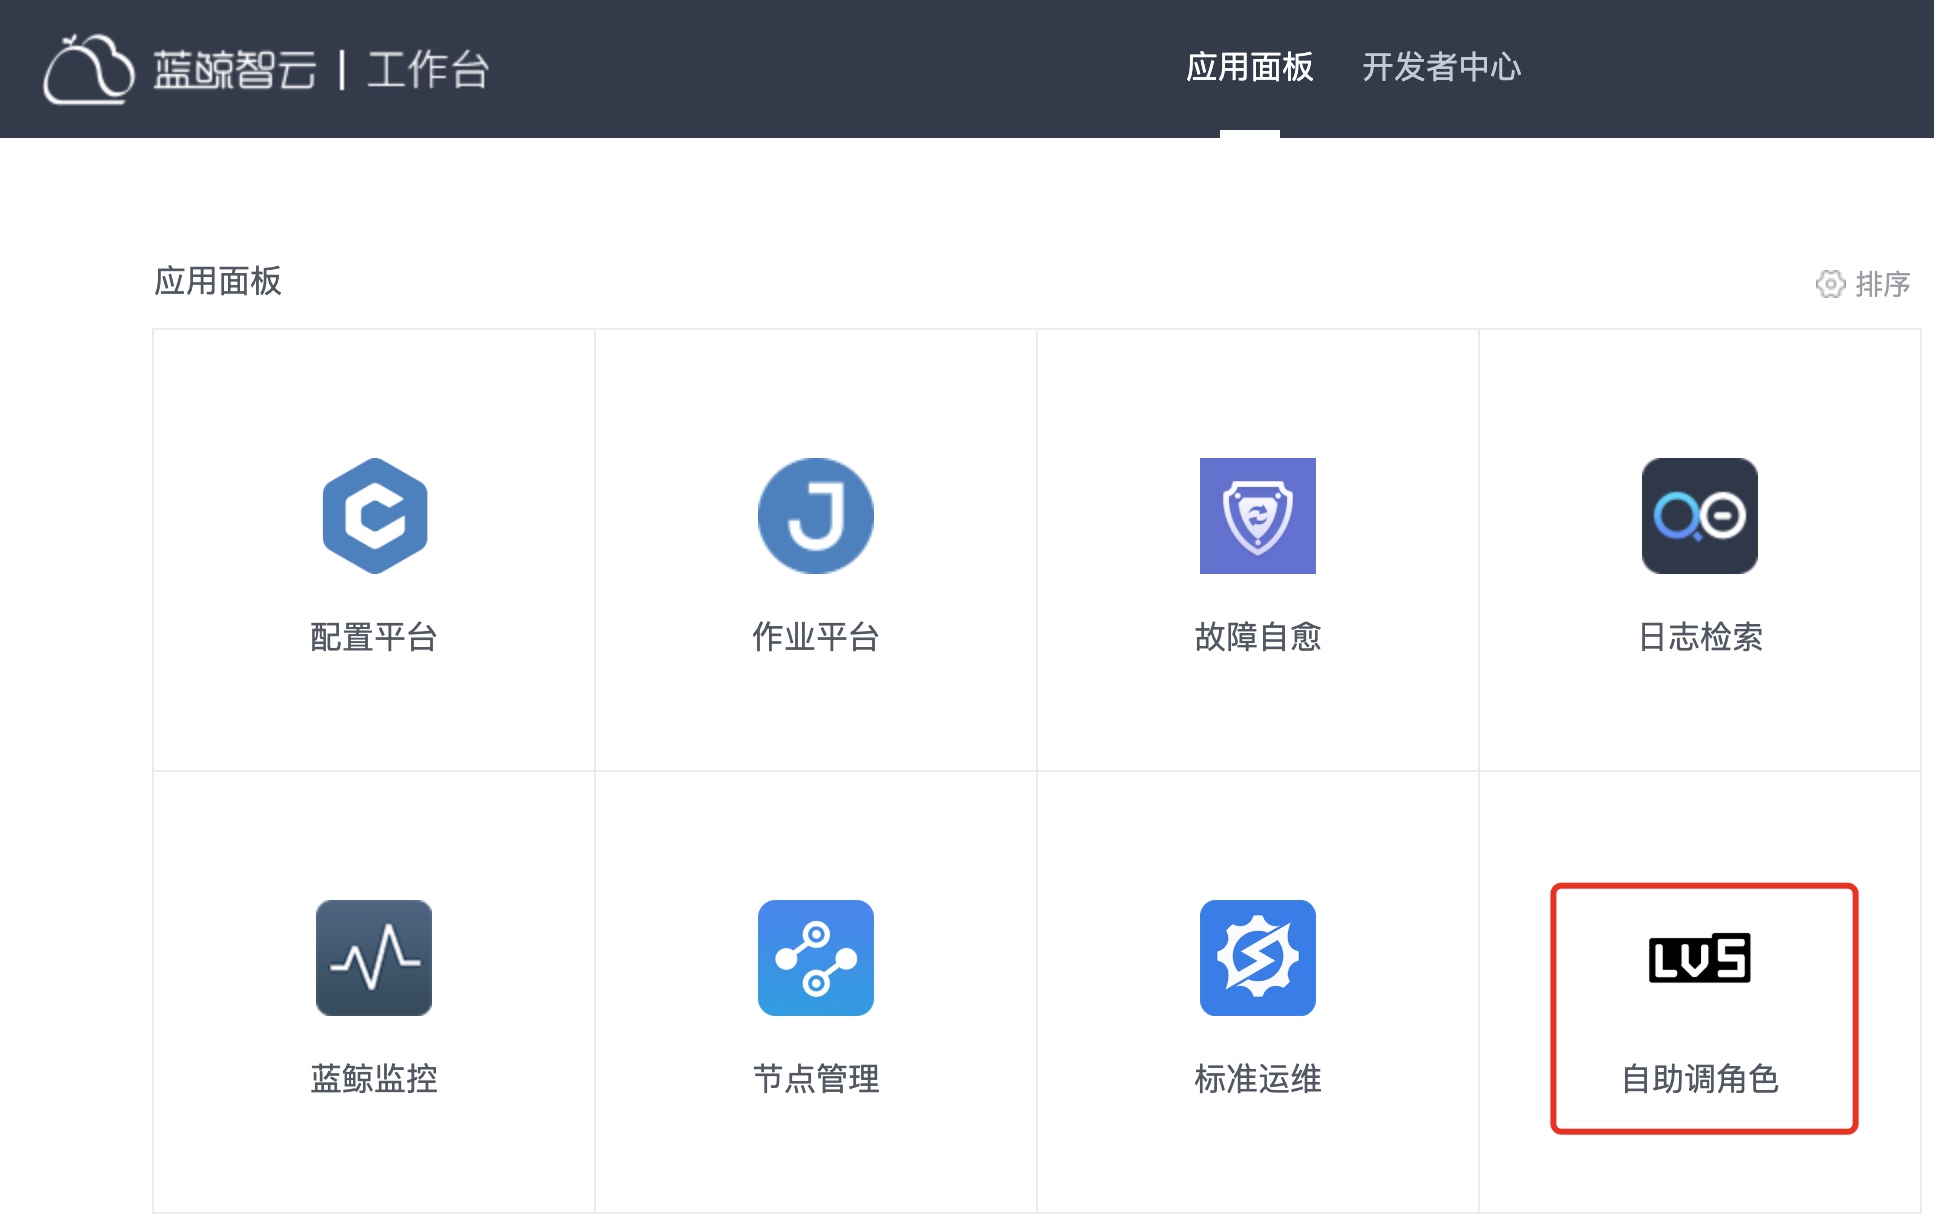 蓝鲸智云 | 工作台
应用面板 开发者中心
应用面板
排序
配置平台
作业平台
故障自愈
日志检索
蓝鲸监控
节点管理
标准运维
LV5
自助调角色